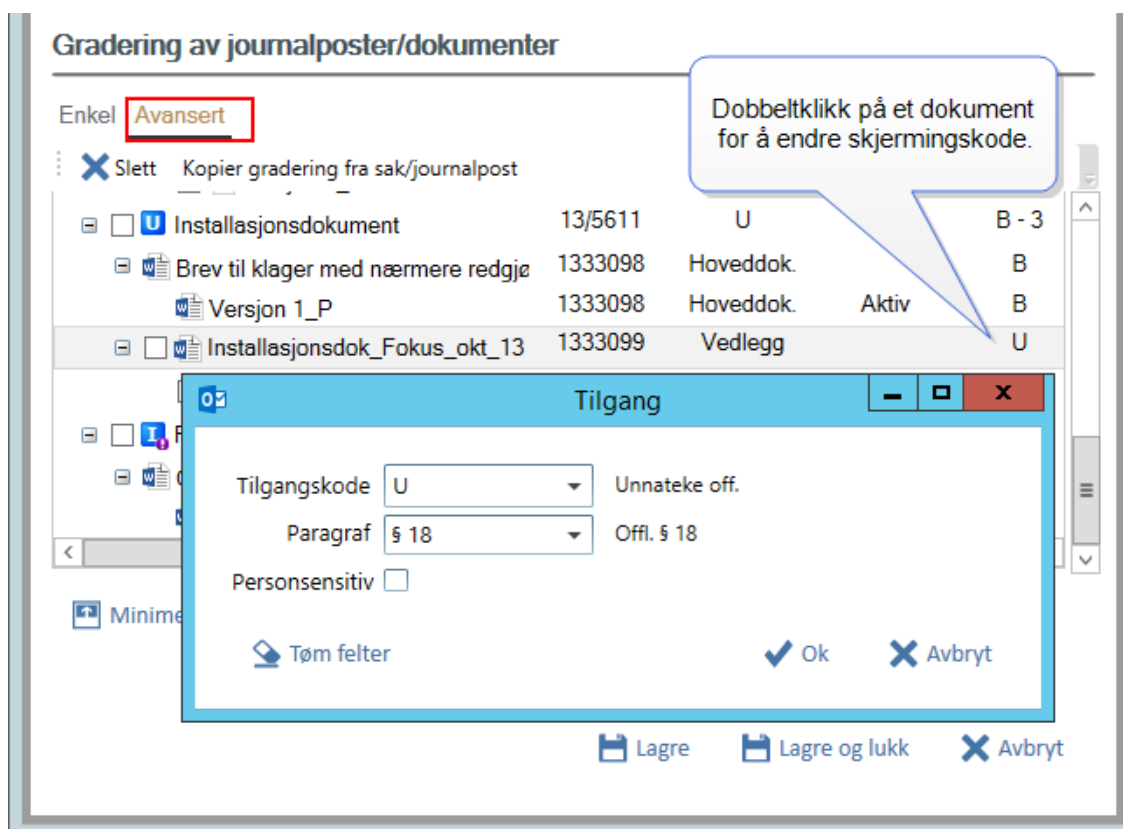 Gradering av journalposter/dokumenter
Dobbeltklikk på et dokument
for å endre skjermingskode.
Enkel Avansert
Slett Kopier gradering fra sak/journalpost
U Installasjonsdokument 13/5611 U B - 3
Brev til klager med nærmere redgjø 1333098 Hoveddok. B
Versjon 1_P 1333098 Hoveddok. Aktiv B
Installasjonsdok_Fokus_okt_13 1333099 Vedlegg U
Tilgang
I
Tilgangskode U Unnateke off.
Paragraf § 18 Offl. § 18
Personsensitiv
Minime
Tøm felter Ok Avbryt
Lagre Lagre og lukk Avbryt